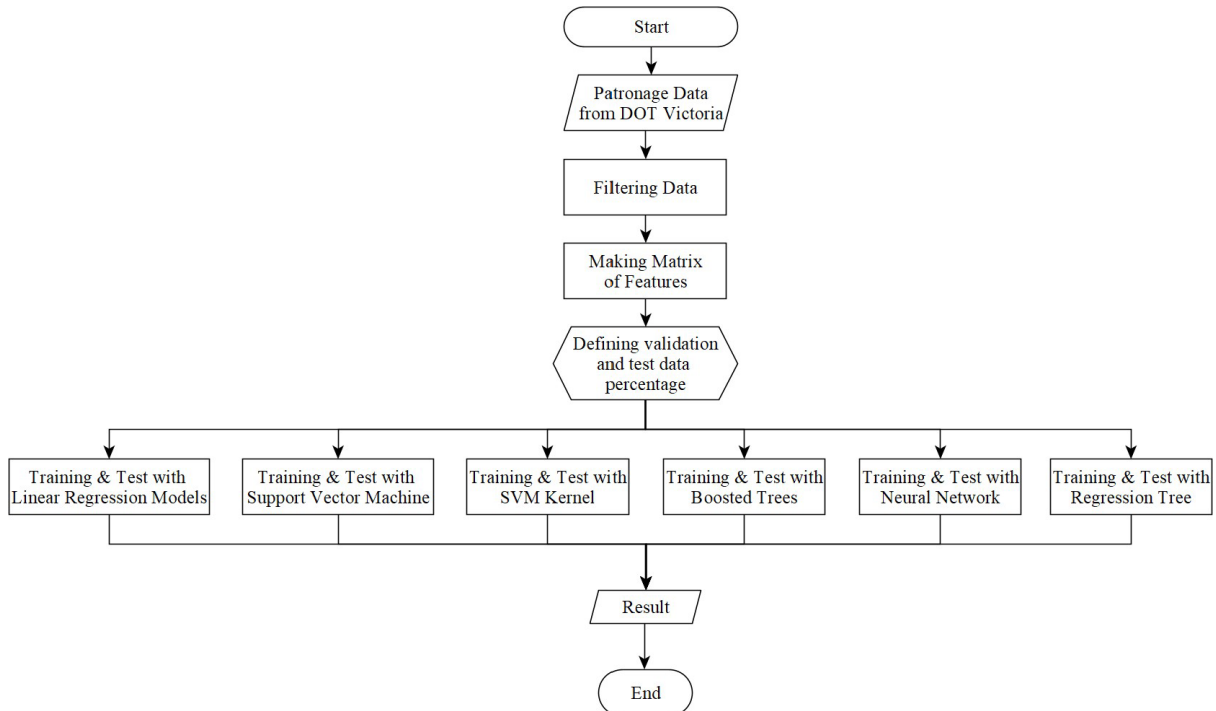 Start
Patronage Data
from DOT Victoria
Filtering Data
Making Matrix
of Features
Defining validation
and test data
percentage
Training & Test with
Linear Regression Models
Training & Test with
Support Vector Machine
Training & Test with
SVM Kernel
Training & Test with
Boosted Trees
Training & Test with
Neural Network
Training & Test with
Regression Tree
Result
End